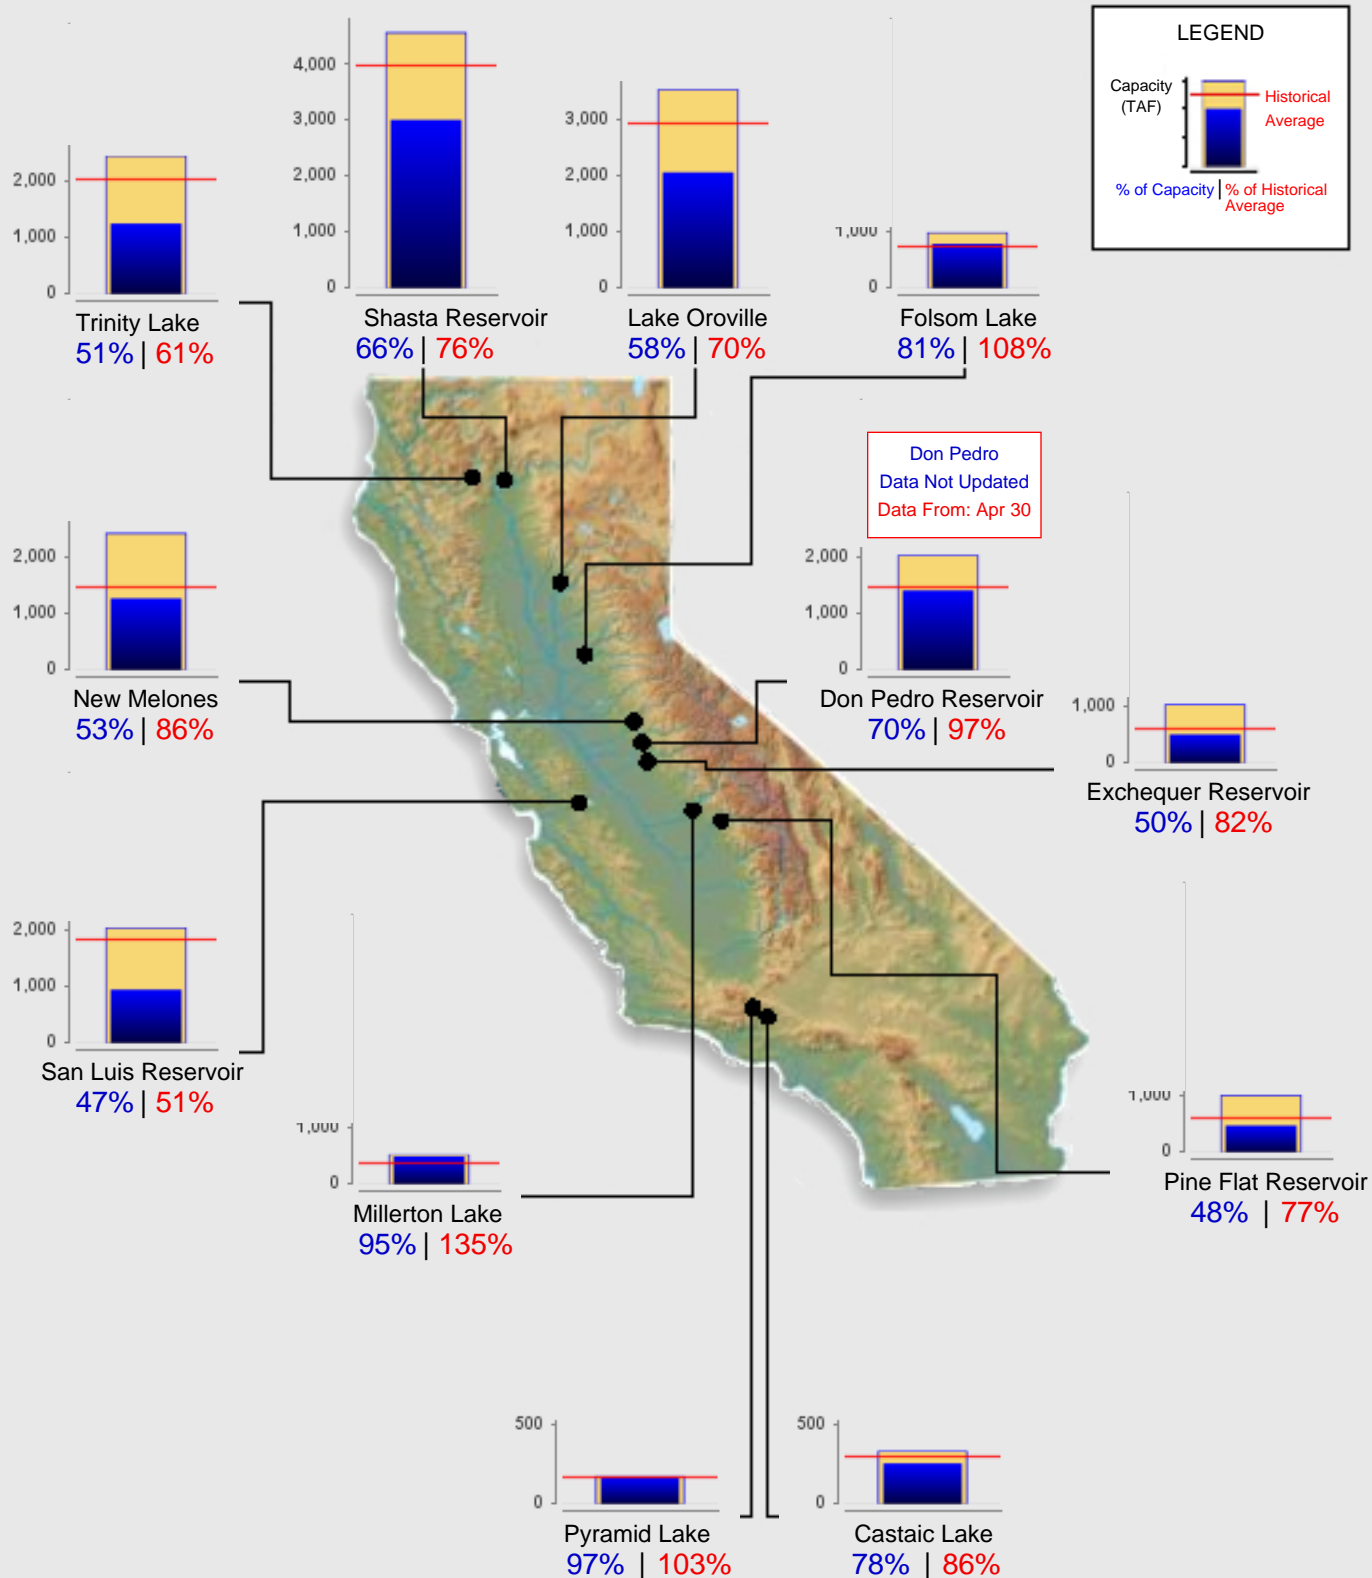 LEGEND
Capacity
(TAF)
Historical
Average
% of Capacity | % of Historical
Average
4,000
3,000
2,000
1,000
0
Shasta Reservoir
66% | 76%
3,000
2,000
1,000
0
Lake Oroville
58% | 70%
2,000
1,000
0
Trinity Lake
51% | 61%
1,000
0
Folsom Lake
81% | 108%
Don Pedro
Data Not Updated
Data From: Apr 30
2,000
1,000
0
New Melones
53% | 86%
2,000
1,000
0
Don Pedro Reservoir
70% | 97%
1,000
0
Exchequer Reservoir
50% | 82%
2,000
1,000
0
San Luis Reservoir
47% | 51%
1,000
0
Millerton Lake
95% | 135%
1,000
0
Pine Flat Reservoir
48% | 77%
500
0
Pyramid Lake
97% | 103%
500
0
Castaic Lake
78% | 86%